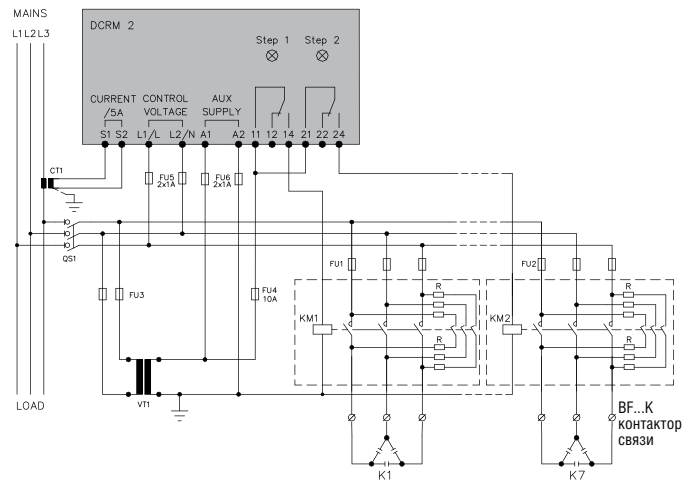 MAINS
L1 L2 L3
DCRM 2
Step 1 Step 2
CURRENT /5A
CONTROL VOLTAGE
AUX SUPPLY
S1 S2 L1/L L2/N A1 A2 11 12 14 21 22 24
CT1
FU5
2x1A
FU6
2x1A
QS1
FU3
FU4
10A
FU1
FU2
R
R
KM1
KM2
R
R
VT1
LOAD
BF...K
контактор
связи
K1
K7